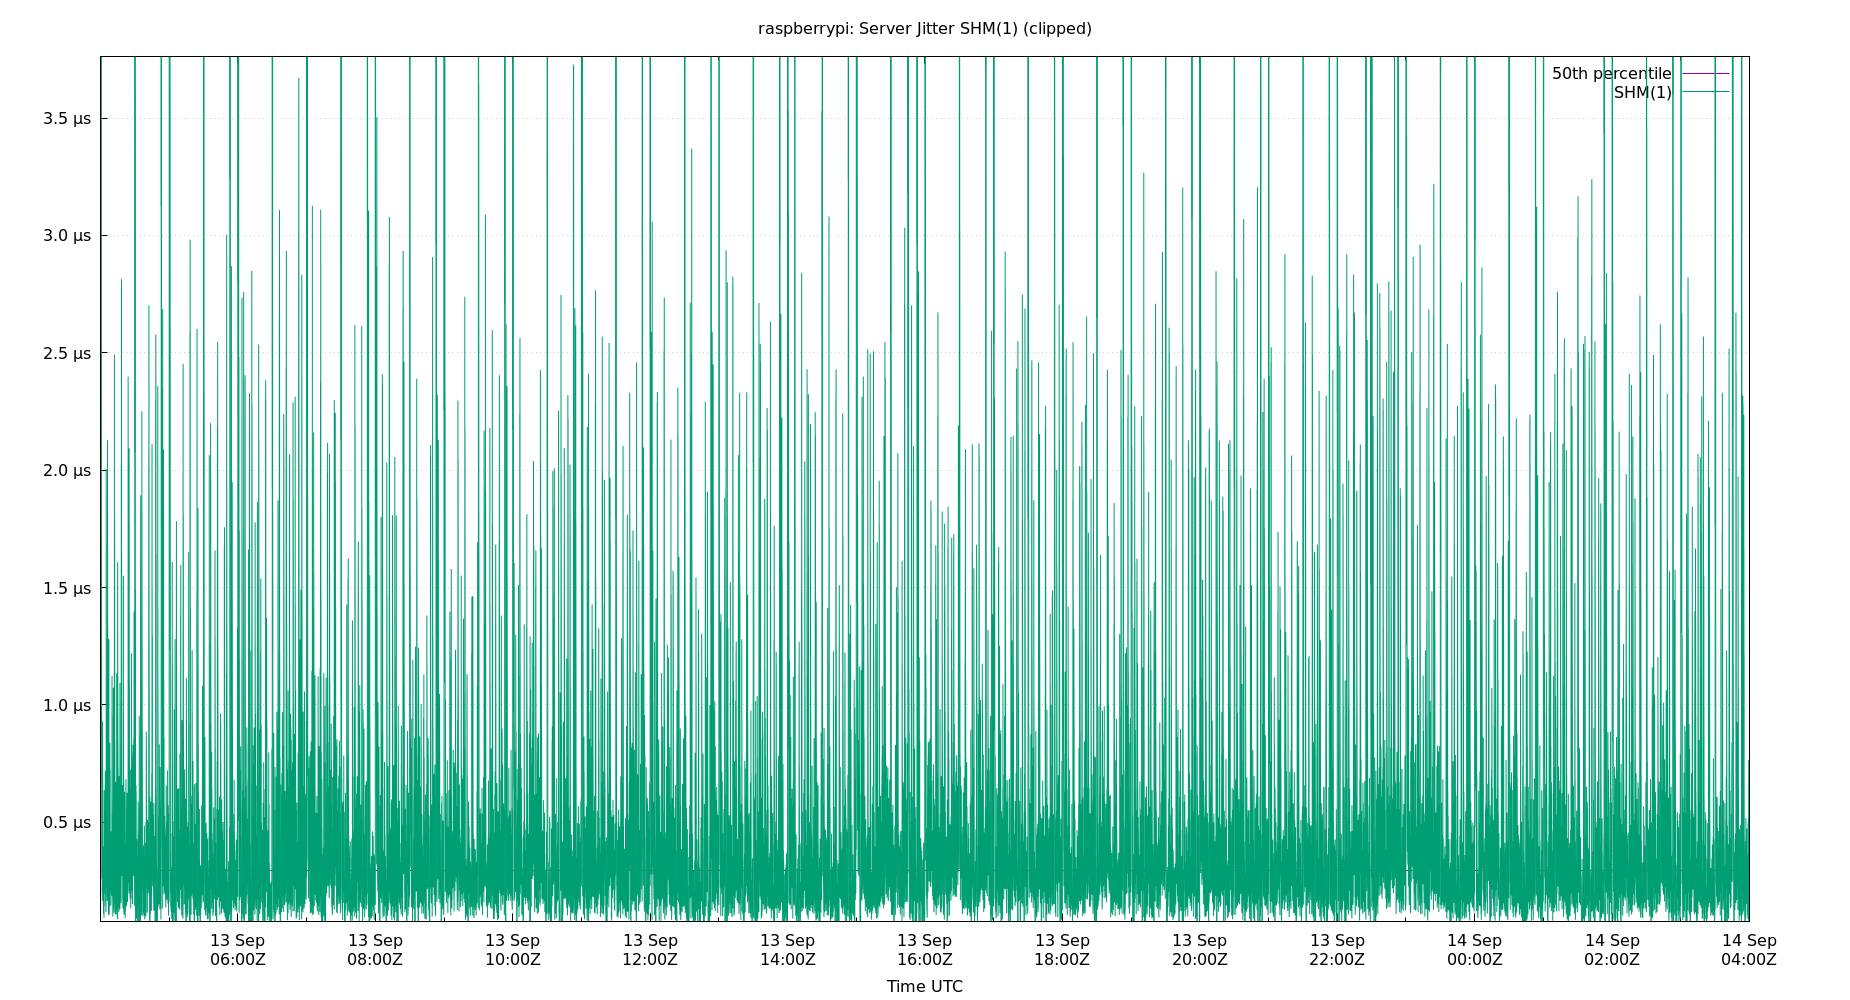 raspberrypi: Server Jitter SHM(1) (clipped)
50th percentile
SHM(1)
3.5 µs
3.0 µs
2.5 µs
2.0 µs
1.5 µs
1.0 µs
0.5 µs
13 Sep 13 Sep 13 Sep 13 Sep 13 Sep 13 Sep 13 Sep 13 Sep 13 Sep 14 Sep 14 Sep 14 Sep
06:00Z 08:00Z 10:00Z 12:00Z 14:00Z 16:00Z 18:00Z 20:00Z 22:00Z 00:00Z 02:00Z 04:00Z
Time UTC